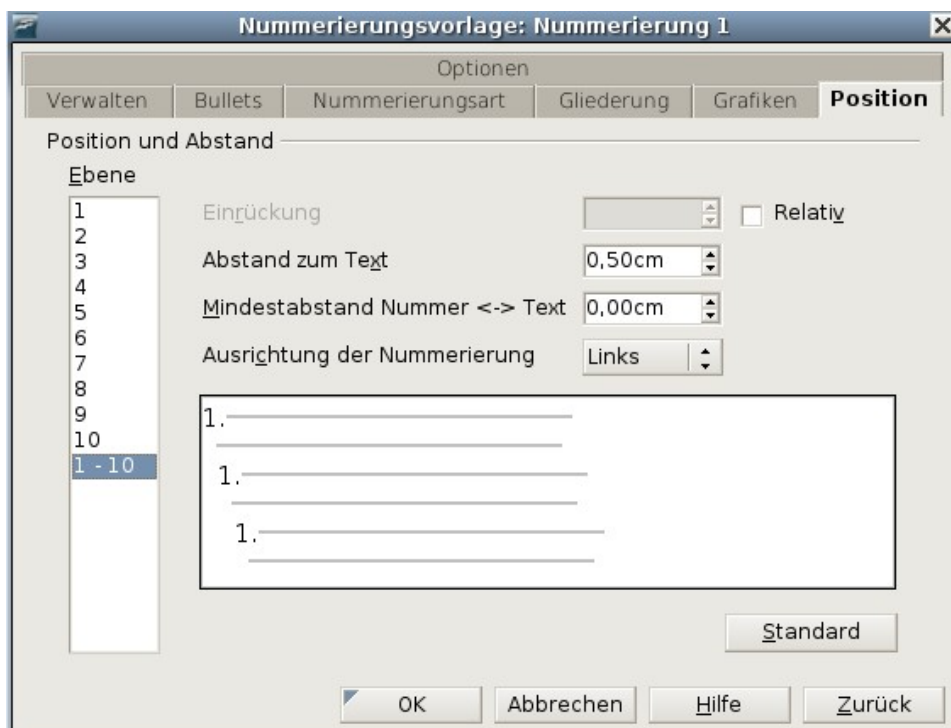 Nummerierungsvorlage: Nummerierung 1
Optionen
Verwalten Bullets Nummerierungsart Gliederung Grafiken Position
Position und Abstand
Ebene
1
2
3
4
5
6
7
8
9
10
1 - 10
Einrückung Relativ
Abstand zum Text 0,50cm
Mindestabstand Nummer <-> Text 0,00cm
Ausrichtung der Nummerierung Links
1.
1.
1.
Standard
OK Abbrechen Hilfe Zurück